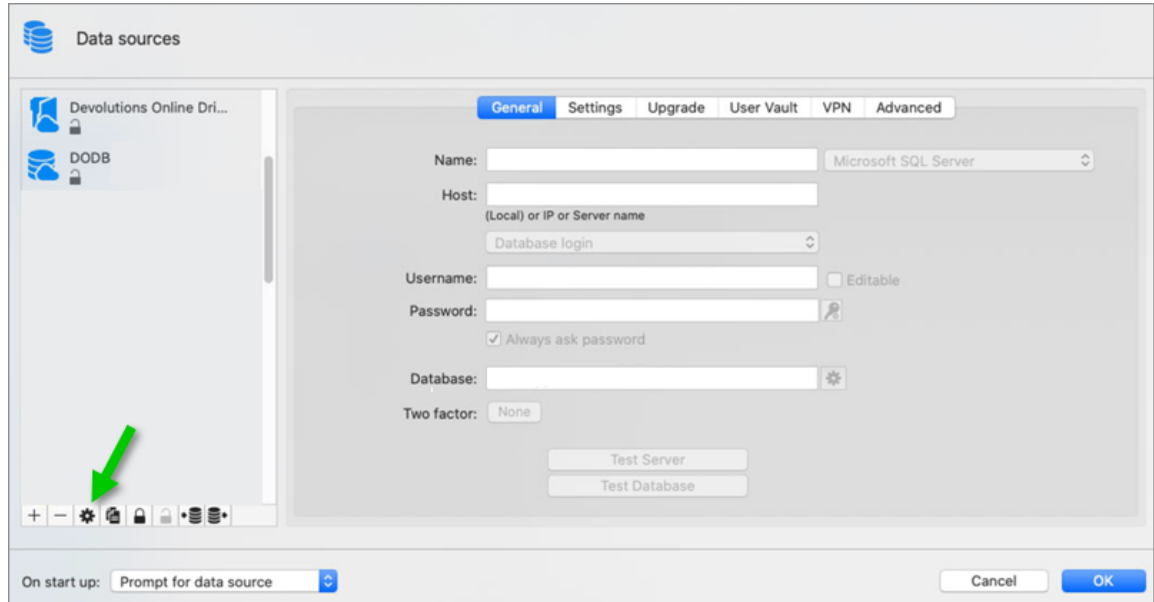 Data sources
Devolutions Online Dri...
DODB
General Settings Upgrade User Vault VPN Advanced
Name: Microsoft SQL Server
Host:
(Local) or IP or Server name
Database login
Username: Editable
Password:
Always ask password
Database:
Two factor: None
Test Server
Test Database
On start up: Prompt for data source Cancel OK